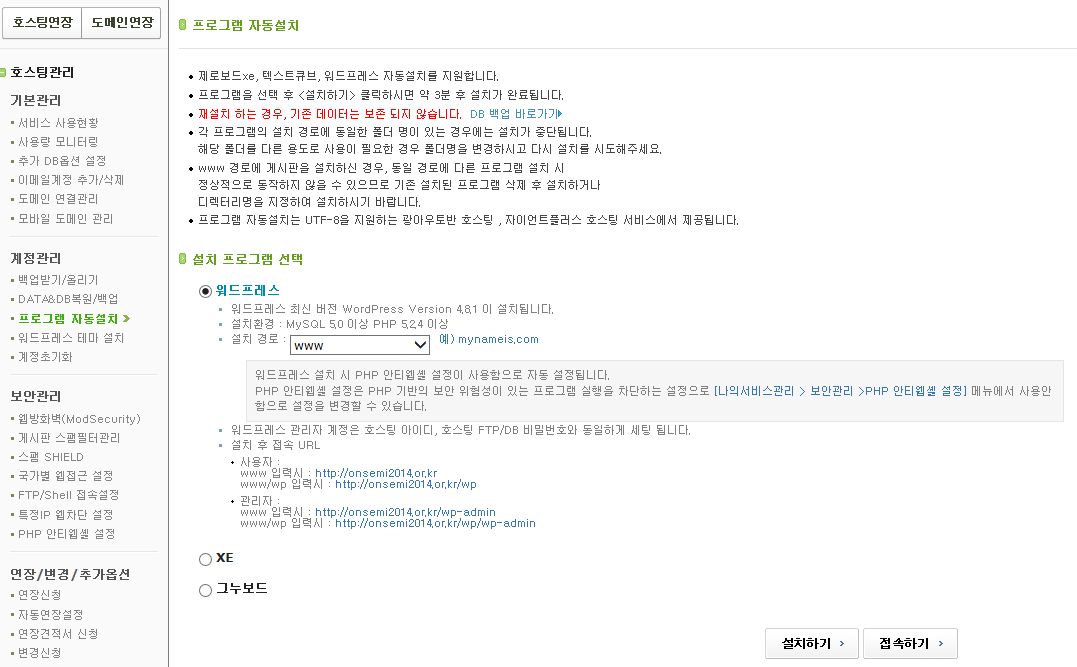 호스팅연장
도메인연장
호스팅관리
기본관리
서비스 사용현황
사용량 모니터링
추가 DB옵션 설정
이메일계정 추가/삭제
도메인 연결관리
모바일 도메인 관리
계정관리
백업받기/올리기
DATA&DB복원/백업
프로그램 자동설치
워드프레스 테마 설치
계정초기화
보안관리
웹방화벽(ModSecurity)
게시판 스팸필터관리
스팸 SHIELD
국가별 웹접근 설정
FTP/Shell 접속설정
특정IP 웹차단 설정
PHP 안티웹셸 설정
연장/변경/추가옵션
연장신청
자동연장설정
연장견적서 신청
변경신청
프로그램 자동설치
제로보드xe, 텍스트큐브, 워드프레스 자동설치를 지원합니다.
프로그램을 선택 후 <설치하기> 클릭하시면 약 3분 후 설치가 완료됩니다.
재설치 하는 경우, 기존 데이터는 보존 되지 않습니다. DB 백업 바로가기
각 프로그램의 설치 경로에 동일한 폴더 명이 있는 경우에는 설치가 중단됩니다.
해당 폴더를 다른 용도로 사용이 필요한 경우 폴더명을 변경하시고 다시 설치를 시도해주세요.
www 경로에 게시판을 설치하신 경우, 동일 경로에 다른 프로그램 설치 시
정상적으로 동작하지 않을 수 있으므로 기존 설치된 프로그램 삭제 후 설치하거나
디렉터리명을 지정하여 설치하시기 바랍니다.
프로그램 자동설치는 UTF-8을 지원하는 광아우토반 호스팅 , 자이언트플러스 호스팅 서비스에서 제공됩니다.
설치 프로그램 선택
워드프레스
워드프레스 최신 버전 WordPress Version 4.8.1 이 설치됩니다.
설치환경 : MySQL 5.0 이상 PHP 5.2.4 이상
설치 경로 : www 예) mynameis.com
워드프레스 설치 시 PHP 안티웹셸 설정이 사용함으로 자동 설정됩니다.
PHP 안티웹셸 설정은 PHP 기반의 보안 위험성이 있는 프로그램 실행을 차단하는 설정으로 [나의서비스관리 > 보안관리 >PHP 안티웹셸 설정] 메뉴에서 사용안
함으로 설정을 변경할 수 있습니다.
워드프레스 관리자 계정은 호스팅 아이디, 호스팅 FTP/DB 비밀번호와 동일하게 세팅 됩니다.
설치 후 접속 URL
사용자 :
www 입력시 : http://onsemi2014.or.kr
www/wp 입력시 : http://onsemi2014.or.kr/wp
관리자 :
www 입력시 : http://onsemi2014.or.kr/wp-admin
www/wp 입력시 : http://onsemi2014.or.kr/wp/wp-admin
XE
그누보드
설치하기 >
접속하기 >